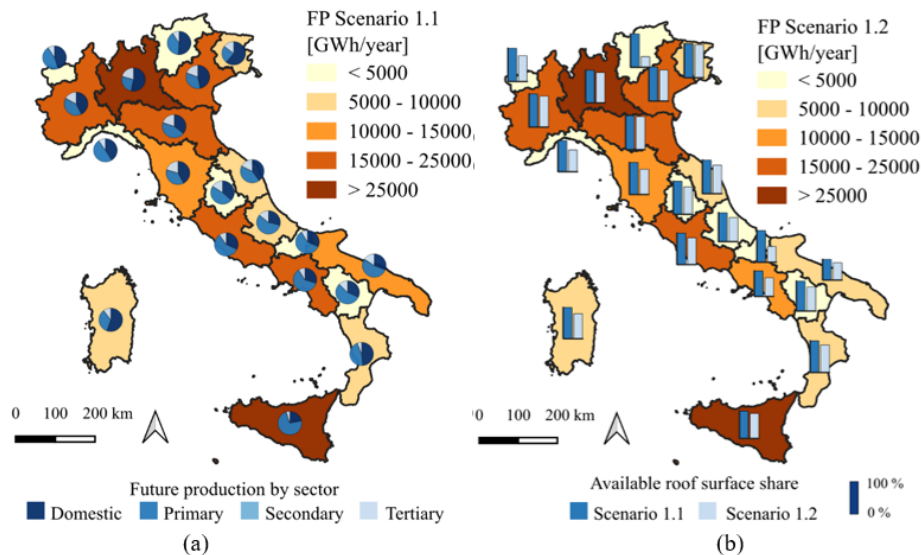 FP Scenario 1.1
[GWh/year]
< 5000
5000 - 10000
10000 - 15000
15000 - 25000
> 25000
0 100 200 km
Future production by sector
Domestic Primary Secondary Tertiary
(a)
FP Scenario 1.2
[GWh/year]
< 5000
5000 - 10000
10000 - 15000
15000 - 25000
> 25000
0 100 200 km
Available roof surface share
Scenario 1.1 Scenario 1.2
100 %
0 %
(b)